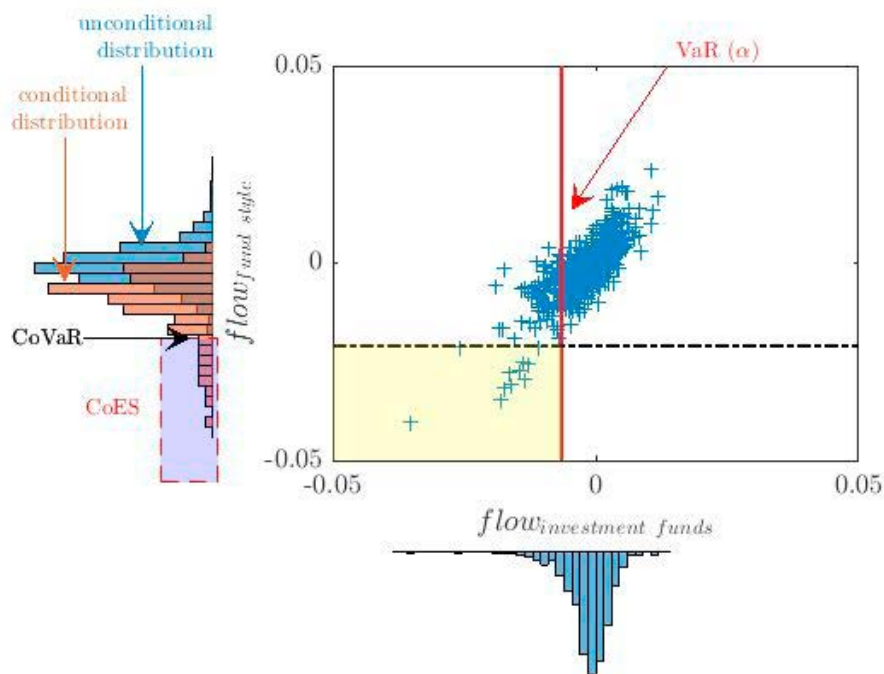 unconditional
distribution
conditional
distribution
CoVaR
CoES
VaR (α)
0.05
0
-0.05
-0.05
0
0.05
flow_fund style
flow_investment funds